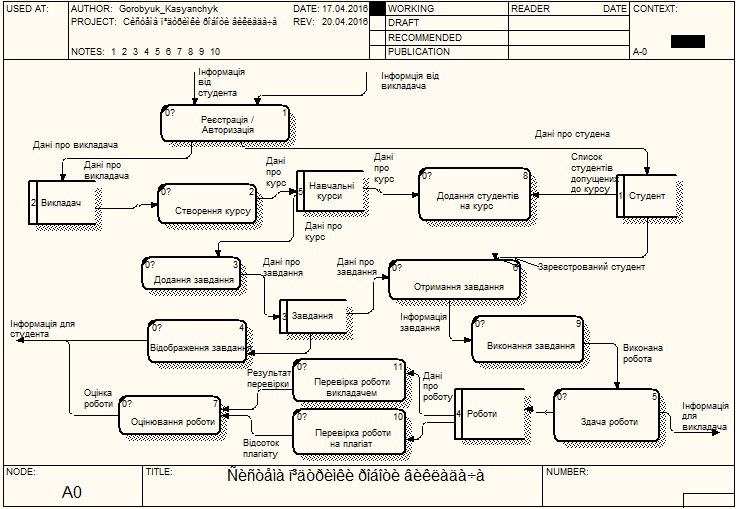 USED AT:
AUTHOR: Gorobyuk_Kasyanchyk
DATE: 17.04.2016
PROJECT: Ñèñòåìà ï³äòðèìêè ðîáîòè âèêëàäà÷à
REV: 20.04.2016
NOTES: 1 2 3 4 5 6 7 8 9 10
WORKING
DRAFT
RECOMMENDED
PUBLICATION
READER
DATE
CONTEXT:
A-0
Інформація
від
студента
Інформція від
викладача
0?
1
Реєстрація /
Авторизація
Дані про викладача
Дані про студена
Дані
про
викладача
Дані
про
курс
Дані
про
курс
Список
студентів
допущених
до курсу
2 Викладач
0?
2
Створення курсу
5
Навчальні
курси
0?
8
Додання студентів
на курс
1 Студент
Дані
про
курс
0?
3
Додання завдання
Дані про
завдання
Дані про
завдання
0?
6
Отримання завдання
Зареєстрований студент
3 Завдання
Інформація
завдання
Інформація для
студента
0?
4
Відображення завдання
0?
9
Виконання завдання
Виконана
робота
Результат
перевірки
0?
11
Перевірка роботи
викладачем
Дані
про
роботу
Оцінка
роботи
0?
7
Оцінювання роботи
0?
10
Перевірка роботи
на плагіат
4 Роботи
0?
5
Здача роботи
Інформація
для
викладача
Відсоток
плагіату
NODE:
A0
TITLE:
Ñèñòåìà ï³äòðèìêè ðîáîòè âèêëàäà÷à
NUMBER: